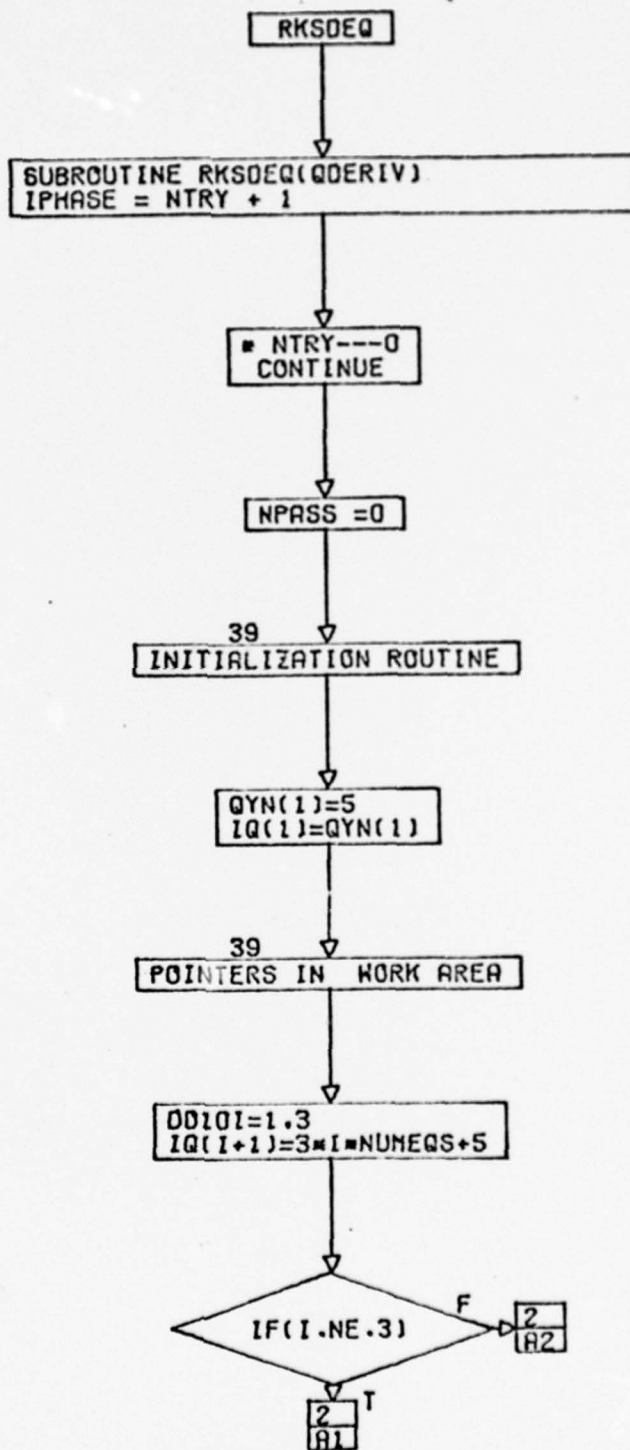 RKSDEQ
SUBROUTINE RKSDEQ(QDERIV)
IPHASE = NTRY + 1
* NTRY---0
CONTINUE
NPASS =0
39
INITIALIZATION ROUTINE
QYN(1)=5
IQ(1)=QYN(1)
39
POINTERS IN WORK AREA
DO10I=1.3
IQ(I+1)=3*I*NUMEQS+5
IF(I.NE.3)
F
2
A2
T
2
A1